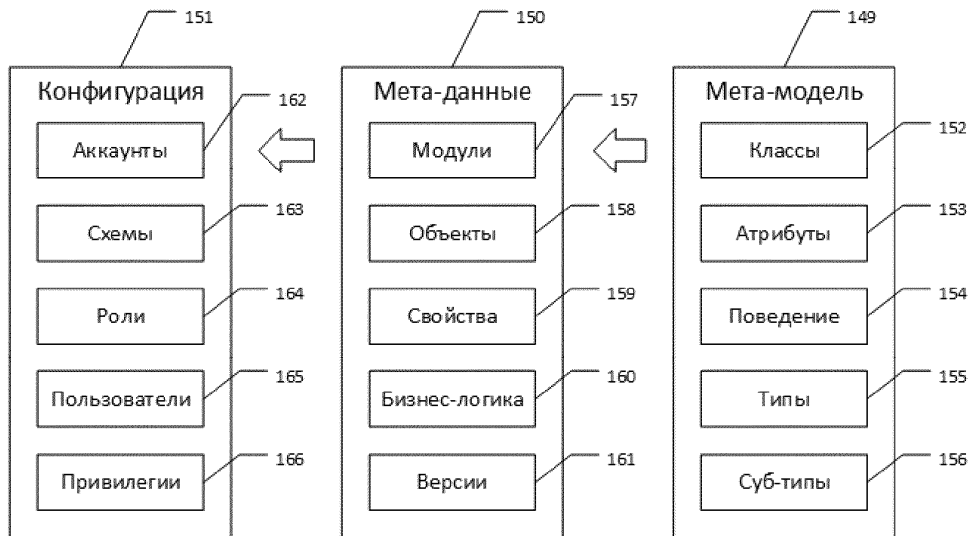 151
150
149
Конфигурация
Мета-данные
Мета-модель
162
157
152
Аккаунты
Модули
Классы
163
158
153
Схемы
Объекты
Атрибуты
164
159
154
Роли
Свойства
Поведение
165
160
155
Пользователи
Бизнес-логика
Типы
166
161
156
Привилегии
Версии
Суб-типы